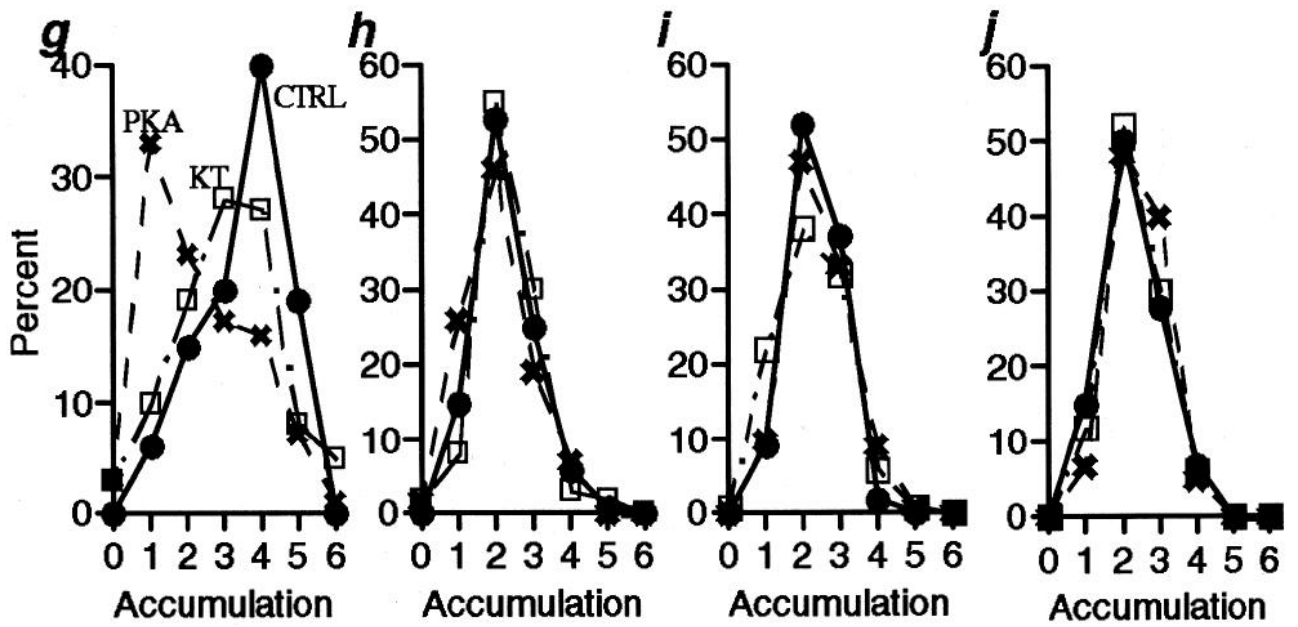 g h i j
40 60 60 60
CTRL
PKA
50 50 50
30
KT
40 40 40
Percent
20 30 30 30
20 20 20
10
10 10 10
0 0 0 0
0 1 2 3 4 5 6 0 1 2 3 4 5 6 0 1 2 3 4 5 6 0 1 2 3 4 5 6
Accumulation Accumulation Accumulation Accumulation